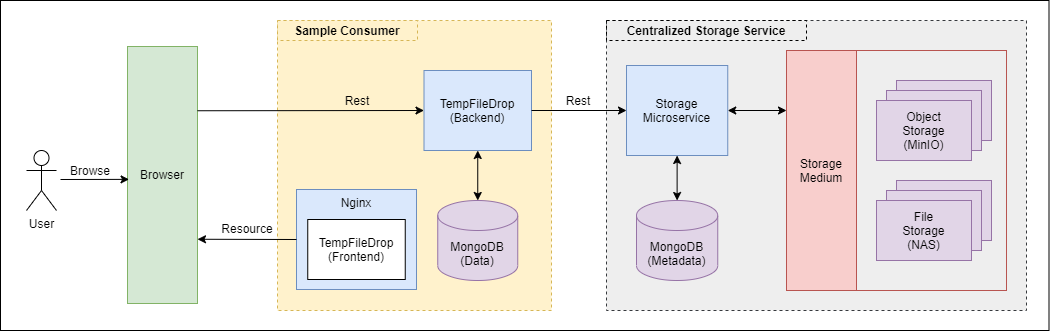 Sample Consumer
Centralized Storage Service
User
Browse
Browser
Rest
Resource
TempFileDrop
(Backend)
Nginx
TempFileDrop
(Frontend)
MongoDB
(Data)
Rest
Storage
Microservice
MongoDB
(Metadata)
Storage
Medium
Object
Storage
(MinIO)
File
Storage
(NAS)